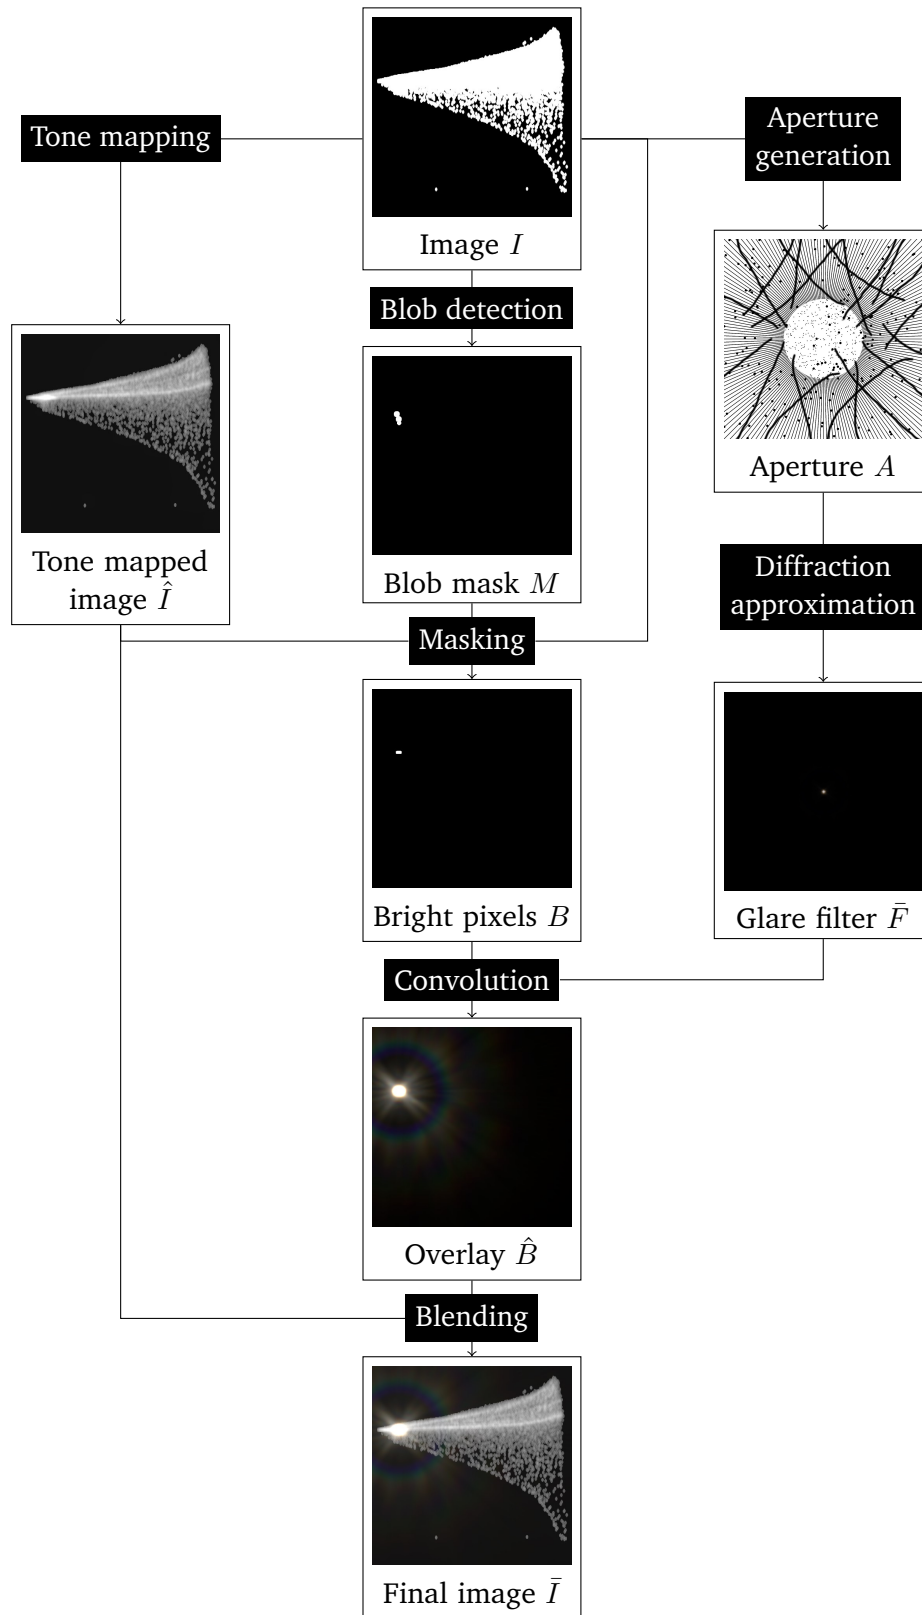 Image I
Tone mapping
Aperture
generation
Blob detection
Aperture A
Tone mapped
image Î
Blob mask M
Diffraction
approximation
Masking
Bright pixels B
Glare filter F̄
Convolution
Overlay B̂
Blending
Final image Ī